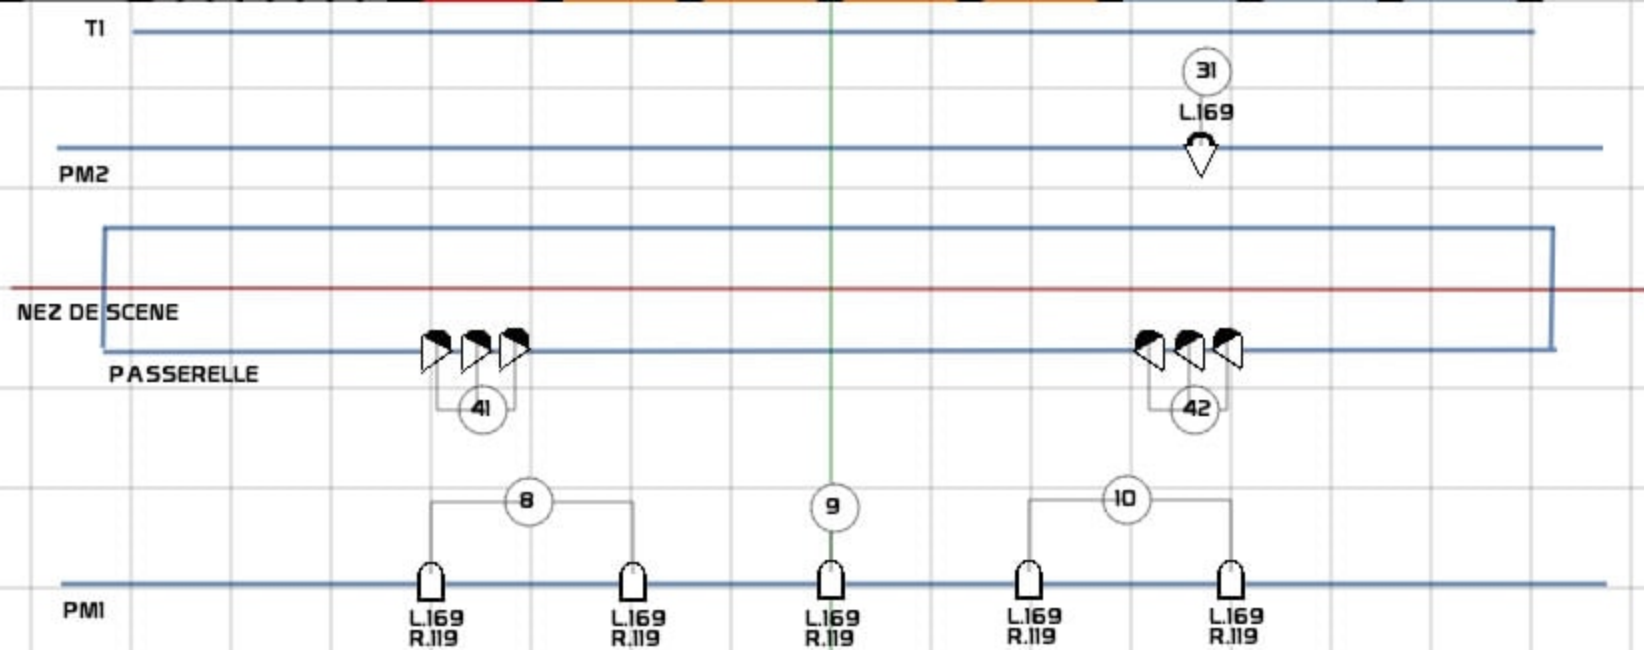 T1
31
L.169
PM2
NEZ DE SCENE
PASSERELLE
41
42
8
9
10
PM1
L.169
R.119
L.169
R.119
L.169
R.119
L.169
R.119
L.169
R.119